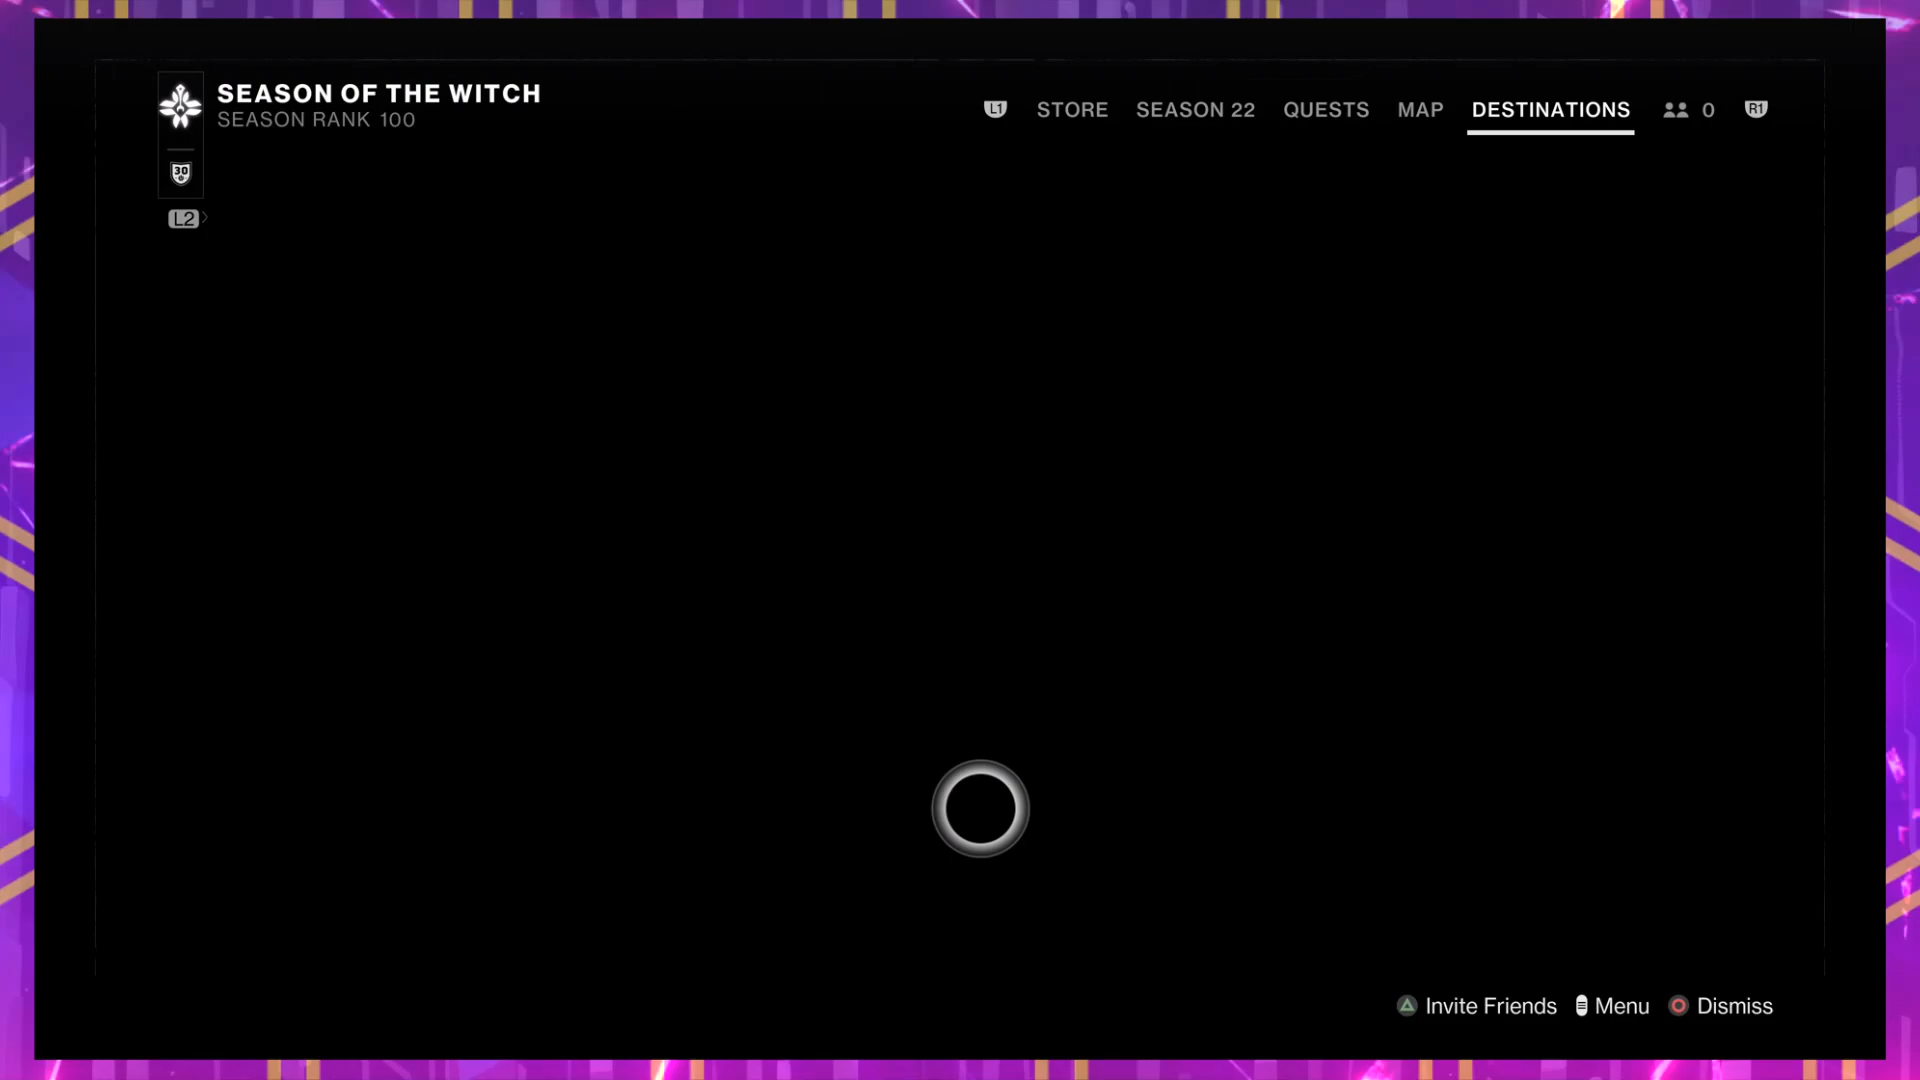 SEASON OF THE WITCH
SEASON RANK 100
30
L2
L1 STORE SEASON 22 QUESTS MAP DESTINATIONS 0 R1
Invite Friends Menu Dismiss